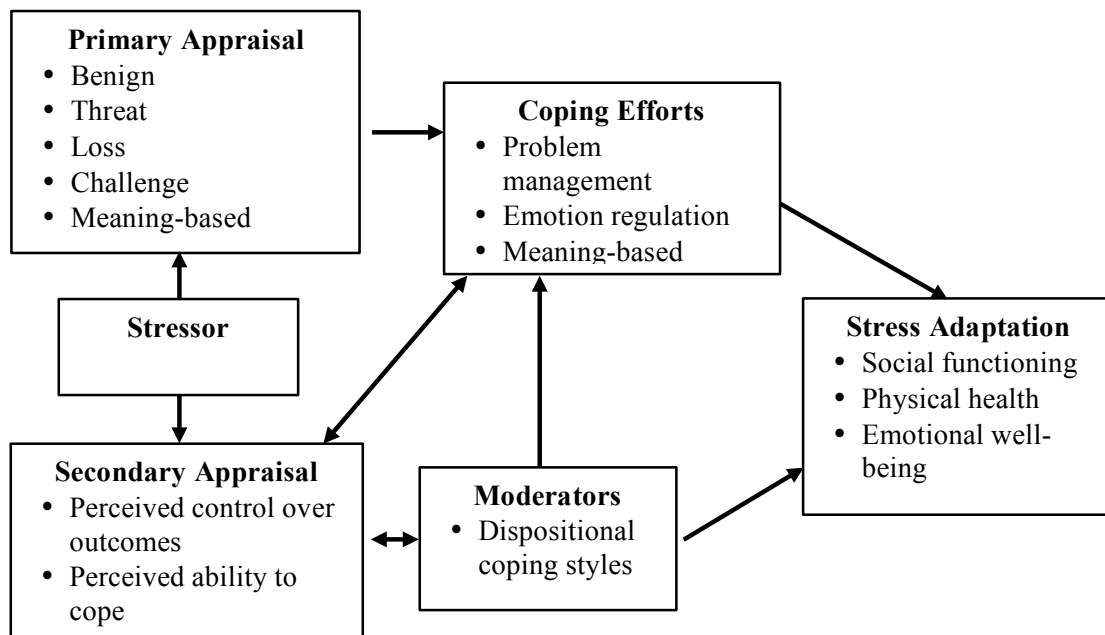 Primary Appraisal
• Benign
• Threat
• Loss
• Challenge
• Meaning-based
Coping Efforts
• Problem
management
• Emotion regulation
• Meaning-based
Stressor
Stress Adaptation
• Social functioning
• Physical health
• Emotional well-
being
Secondary Appraisal
• Perceived control over
outcomes
• Perceived ability to
cope
Moderators
• Dispositional
coping styles